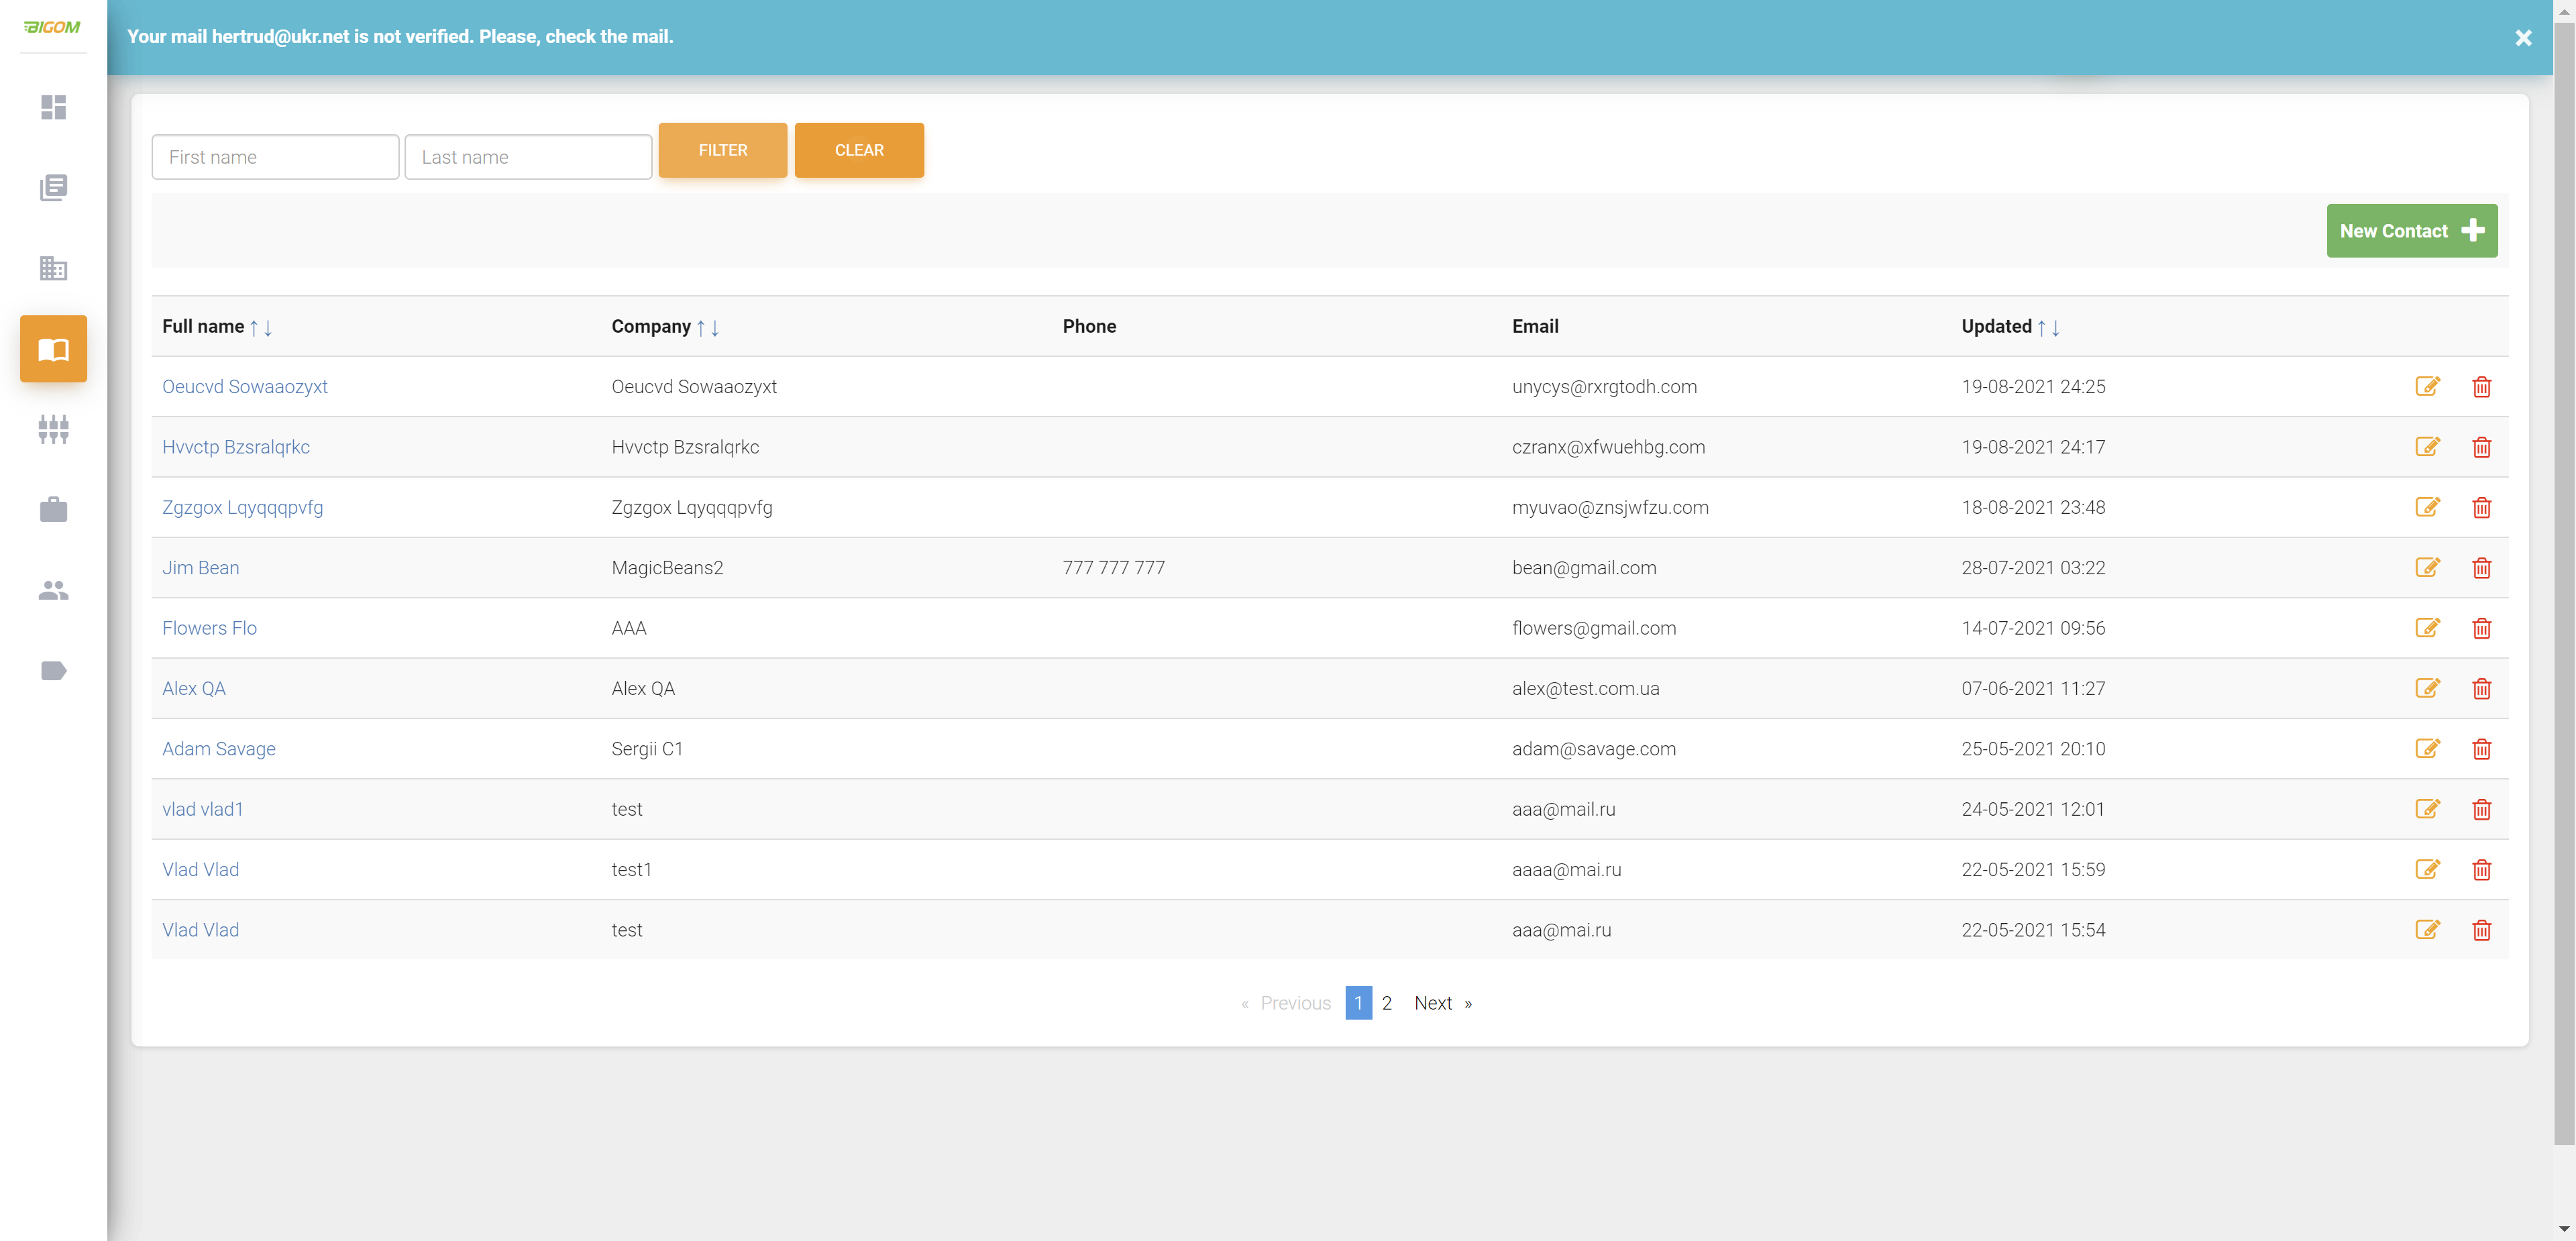 BIGOM
Your mail hertrud@ukr.net is not verified. Please, check the mail.
First name Last name FILTER CLEAR
New Contact
Full name ↑↓ Company ↑↓ Phone Email Updated ↑↓
Oeucvd Sowaaozyxt Oeucvd Sowaaozyxt unycys@rxrgtodh.com 19-08-2021 24:25
Hvvctp Bzsralqrkc Hvvctp Bzsralqrkc czranx@xfwuehbg.com 19-08-2021 24:17
Zgzgox Lqyqqqpvfg Zgzgox Lqyqqqpvfg myuvao@znsjwfzu.com 18-08-2021 23:48
Jim Bean MagicBeans2 777 777 777 bean@gmail.com 28-07-2021 03:22
Flowers Flo AAA flowers@gmail.com 14-07-2021 09:56
Alex QA Alex QA alex@test.com.ua 07-06-2021 11:27
Adam Savage Sergii C1 adam@savage.com 25-05-2021 20:10
vlad vlad1 test aaa@mail.ru 24-05-2021 12:01
Vlad Vlad test1 aaaa@mai.ru 22-05-2021 15:59
Vlad Vlad test aaa@mai.ru 22-05-2021 15:54
« Previous 1 2 Next »